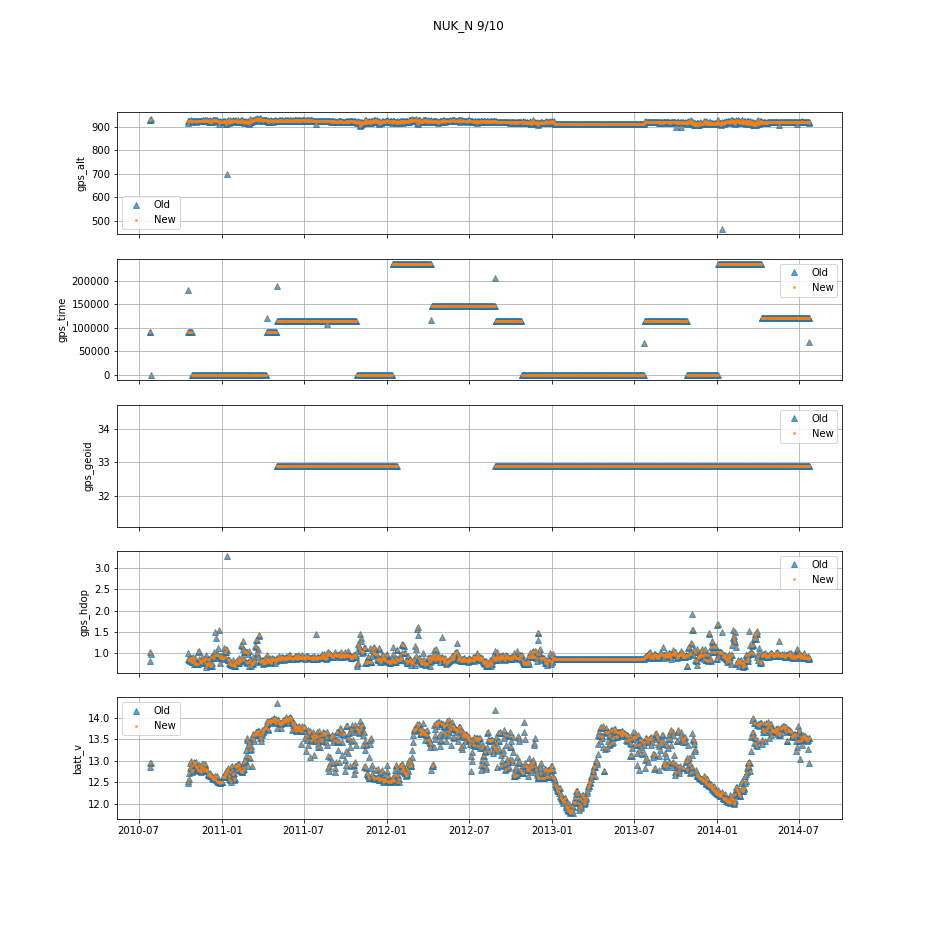 NUK_N 9/10
gps_alt
900
800
700
600
500
Old
New
gps_time
200000
150000
100000
50000
0
Old
New
gps_geoid
34
33
32
Old
New
gps_hdop
3.0
2.5
2.0
1.5
1.0
Old
New
batt_v
14.0
13.5
13.0
12.5
12.0
Old
New
2010-07 2011-01 2011-07 2012-01 2012-07 2013-01 2013-07 2014-01 2014-07